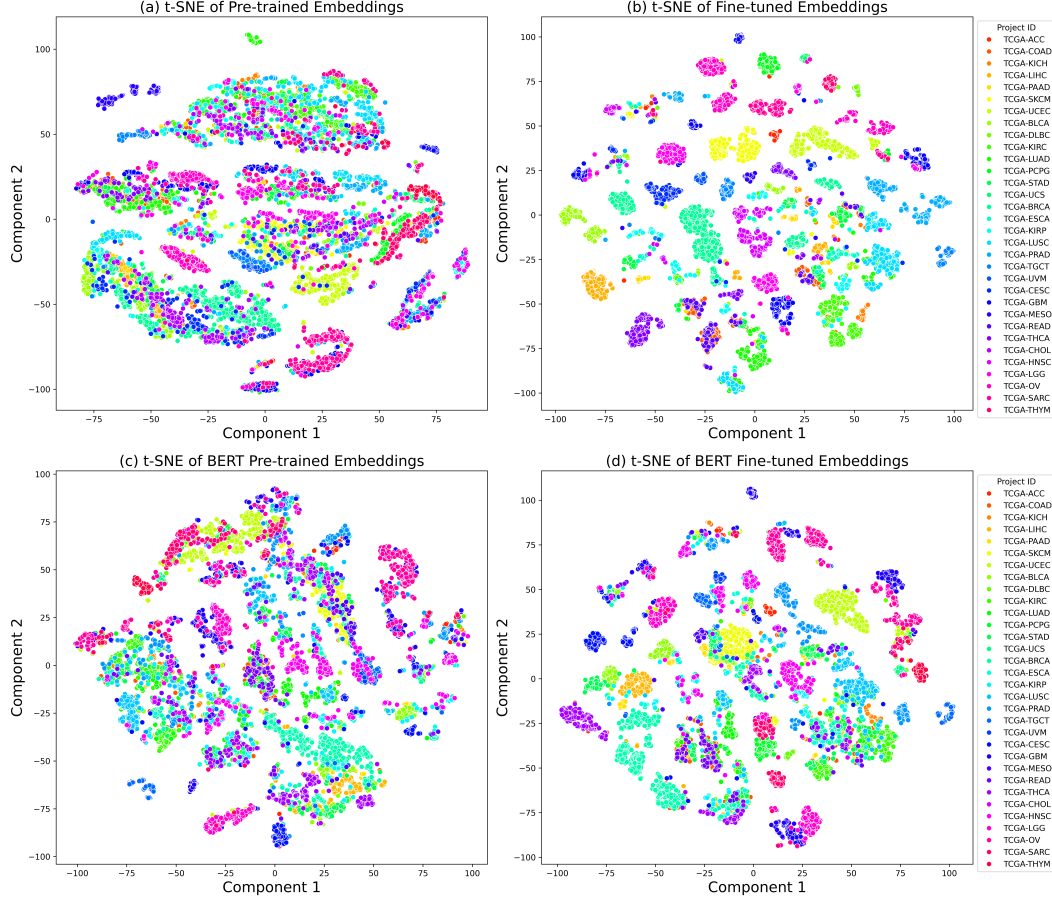 (a) t-SNE of Pre-trained Embeddings
100
50
0
−50
−100
−75
−50
−25
0
25
50
75
Component 1
Component 2
(b) t-SNE of Fine-tuned Embeddings
100
75
50
25
0
−25
−50
−75
−100
−100
−75
−50
−25
0
25
50
75
100
Component 1
Component 2
Project ID
TCGA-ACC
TCGA-COAD
TCGA-KICH
TCGA-LIHC
TCGA-PAAD
TCGA-SKCM
TCGA-UCEC
TCGA-BLCA
TCGA-DLBC
TCGA-KIRC
TCGA-LUAD
TCGA-PCPG
TCGA-STAD
TCGA-UCS
TCGA-BRCA
TCGA-ESCA
TCGA-KIRP
TCGA-LUSC
TCGA-PRAD
TCGA-TGCT
TCGA-UVM
TCGA-CESC
TCGA-GBM
TCGA-MESO
TCGA-READ
TCGA-THCA
TCGA-CHOL
TCGA-HNSC
TCGA-LGG
TCGA-OV
TCGA-SARC
TCGA-THYM
(c) t-SNE of BERT Pre-trained Embeddings
100
75
50
25
0
−25
−50
−75
−100
−100
−75
−50
−25
0
25
50
75
100
Component 1
Component 2
(d) t-SNE of BERT Fine-tuned Embeddings
100
75
50
25
0
−25
−50
−75
−100
−100
−75
−50
−25
0
25
50
75
100
Component 1
Component 2
Project ID
TCGA-ACC
TCGA-COAD
TCGA-KICH
TCGA-LIHC
TCGA-PAAD
TCGA-SKCM
TCGA-UCEC
TCGA-BLCA
TCGA-DLBC
TCGA-KIRC
TCGA-LUAD
TCGA-PCPG
TCGA-STAD
TCGA-UCS
TCGA-BRCA
TCGA-ESCA
TCGA-KIRP
TCGA-LUSC
TCGA-PRAD
TCGA-TGCT
TCGA-UVM
TCGA-CESC
TCGA-GBM
TCGA-MESO
TCGA-READ
TCGA-THCA
TCGA-CHOL
TCGA-HNSC
TCGA-LGG
TCGA-OV
TCGA-SARC
TCGA-THYM